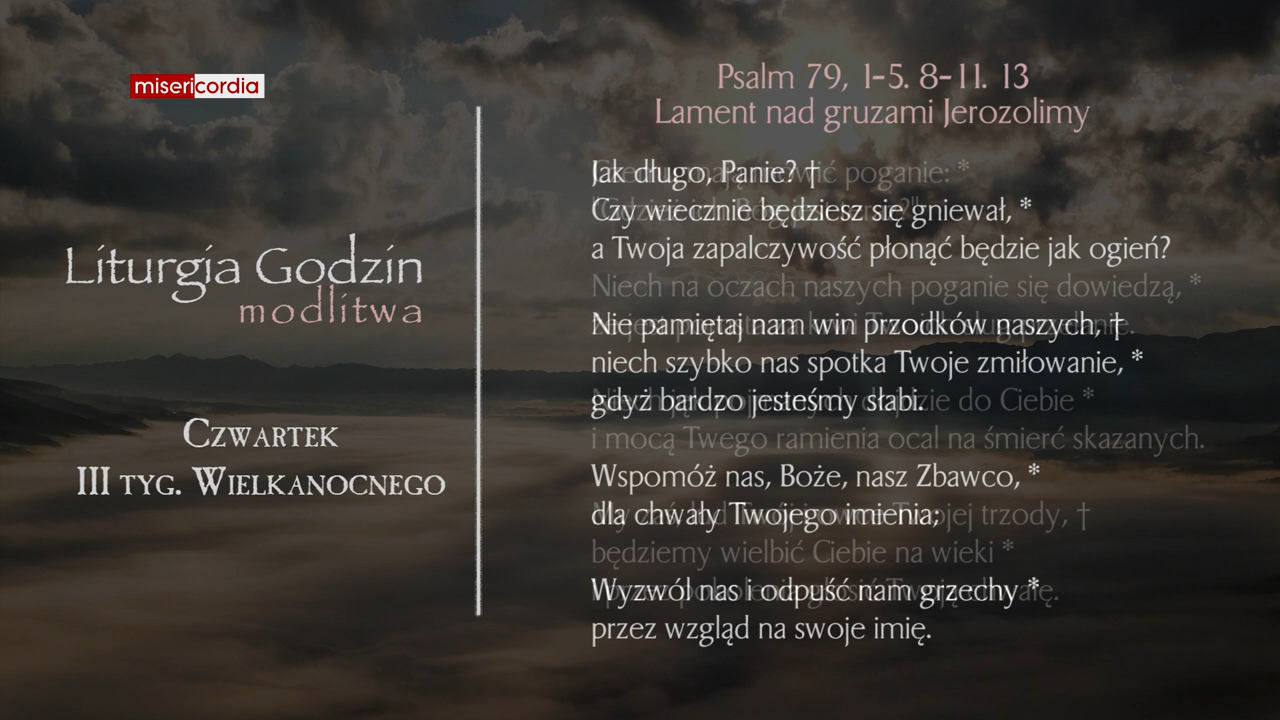 misericordia
Liturgia Godzin
modlitwa
Czwartek
III tyg. Wielkanocnego
Psalm 79, 1-5. 8-11. 13
Lament nad gruzami Jerozolimy
Jak długo, Panie? †
poganie: *
Czy wiecznie będziesz się gniewał, *
a Twoja zapalczywość płonąć będzie jak ogień?
Niech na oczach naszych poganie się dowiedzą, *
Nie pamiętaj nam win przodków naszych, †
niech szybko nas spotka Twoje zmiłowanie, *
gdyż bardzo jesteśmy słabi.
do Ciebie *
i mocą Twego ramienia ocal na śmierć skazanych.
Wspomóż nas, Boże, nasz Zbawco, *
dla chwały Twojego imienia;
trzody, †
będziemy wielbić Ciebie na wieki *
Wyzwól nas i odpuść nam grzechy *
przez wzgląd na swoje imię.